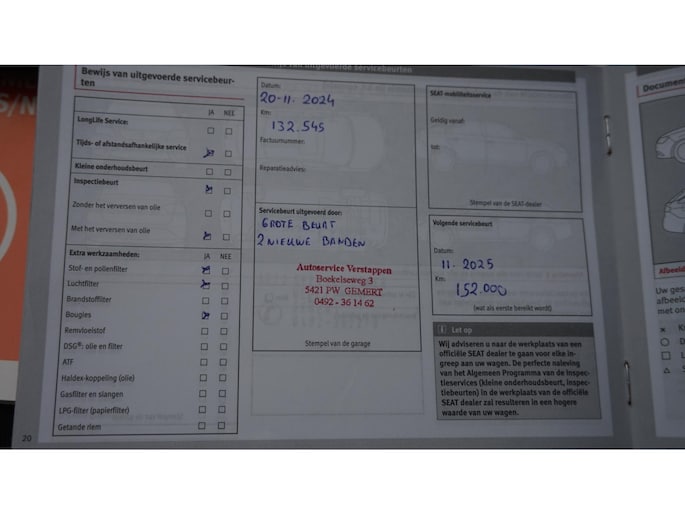 S/N
Bewijs van uitgevoerde servicebeur-
ten
JA NEE
LongLife Service:
Tijds- of afstandsafhankelijke service
Kleine onderhoudsbeurt
Inspectiebeurt
Zonder het verversen van olie
Met het verversen van olie
Extra werkzaamheden: JA NEE
Stof- en pollenfilter
Luchtfilter
Brandstoffilter
Bougies
Remvloeistof
DSG®: olie en filter
ATF
Haldex-koppeling (olie)
Gasfilter en slangen
LPG-filter (papierfilter)
Getande riem
20
Datum:
20-11-2024
Km:
132.545
Factuurnummer:
Reparatieadvies:
Servicebeurt uitgevoerd door:
GROTE BEURT
2 NIEUWE BANDEN
Autoservice Verstappen
Boekelseweg 3
5421 PW GEMERT
0492 - 36 14 62
Stempel van de garage
SEAT-mobiliteitsservice
Geldig vanaf:
tot:
Stempel van de SEAT-dealer
Volgende servicebeurt
Datum:
11-2025
Km:
152.000
(wat als eerste bereikt wordt)
i Let op
Wij adviseren u naar de werkplaats van een
officiële SEAT dealer te gaan voor elke in-
greep aan uw wagen. De perfecte naleving
van het Algemeen Programma van de Inspec-
tieservices (kleine onderhoudsbeurt, inspec-
tiebeurten) in de werkplaats van de officiële
SEAT dealer zal resulteren in een hogere
waarde van uw wagen.
Documen
Afbeeld
Uw ges
afbeeld
met on